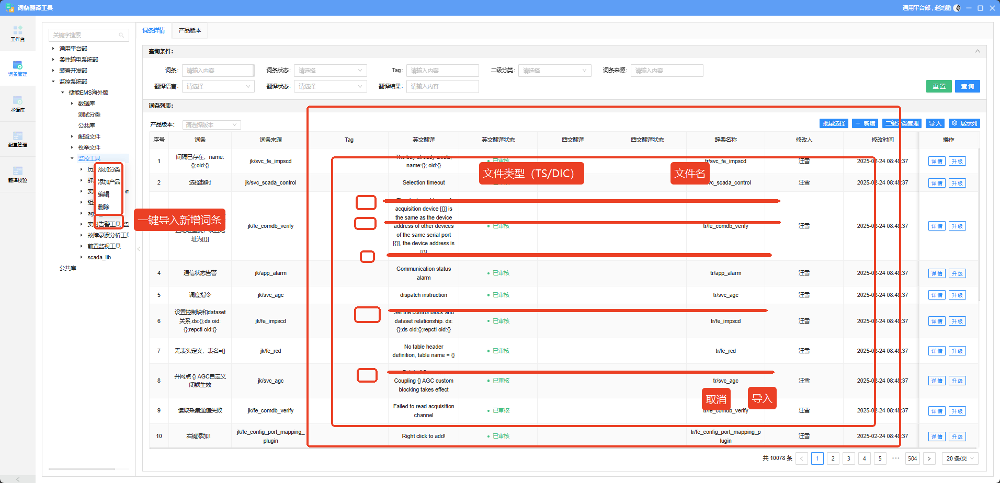 词条翻译工具
通用平台部，赵鸿鹏
工作台
词条管理
术语库
配置管理
翻译校验
关键字搜索
通用平台部
柔性输电系统部
装置开发部
监控系统部
储能EMS海外版
数据库
测试分类
公共库
配置文件
枚举文件
监控工具
历
添加分类
添加产品
编辑
删除
实时告警工具-监
故障录波分析工具
前置监视工具
scada_lib
公共库
一键导入新增词条
词条详情
产品版本
查询条件:
词条: 请输入内容
词条状态: 请选择
Tag: 请输入内容
二级分类: 请选择
词条来源: 请输入内容
翻译语言: 请选择
翻译状态: 请选择
翻译结果: 请输入内容
重置
查询
词条列表:
产品版本: 请选择版本
批量选择
+ 新增
二级分类管理
导入
展示列
序号 词条 词条来源 Tag 英文翻译 英文翻译状态 西文翻译 西文翻译状态 辞典名称 修改人 修改时间 操作
1 间隔已存在，name:{};oid:{} jk/svc_fe_impscd The bay already exists, name:{}; oid:{} 已审核 tr/svc_fe_impscd 汪雪 2025-02-24 08:48:37 详情 升级
文件类型（TS/DIC）
文件名
2 选择超时 jk/svc_scada_control Selection timeout vc_scada_control 汪雪 2025-02-24 08:48:37 详情 升级
址为[{}] jk/fe_comdb_verify acquisition device [{}] is the same as the device address of other devices of the same serial port [{}], the device address is [{}] 已审核 tr/fe_comdb_verify 汪雪 2025-02-24 08:48:37 详情 升级
4 通信状态告警 jk/app_alarm Communication status alarm 已审核 tr/app_alarm 汪雪 2025-02-24 08:48:37 详情 升级
5 调度指令 jk/svc_agc dispatch instruction 已审核 tr/svc_agc 汪雪 2025-02-24 08:48:37 详情 升级
6 设置控制块和dataset关系.ds:{};ds oid:{};repctl oid:{} jk/fe_impscd Set the control block and dataset relationship. ds:{};ds oid:{};repctl oid:{} 已审核 tr/fe_impscd 汪雪 2025-02-24 08:48:37 详情 升级
7 无表头定义，表名={} jk/fe_rcd No table header definition, table name = {} 已审核 tr/fe_rcd 汪雪 2025-02-24 08:48:37 详情 升级
8 并网点 {} AGC自定义闭锁生效 jk/svc_agc Point of Common Coupling {} AGC custom blocking takes effect 已审核 tr/svc_agc 汪雪 2025-02-24 08:48:37 详情 升级
取消
导入
9 读取采集通道失败 jk/fe_comdb_verify Failed to read acquisition channel 已审核 tr/fe_comdb_verify 汪雪 2025-02-24 08:48:37 详情 升级
10 右键添加! jk/fe_config_port_mapping_plugin Right click to add! 已审核 tr/fe_config_port_mapping_plugin 汪雪 2025-02-24 08:48:37 详情 升级
共 10078 条 < 1 2 3 4 5 ••• 504 > 20 条/页